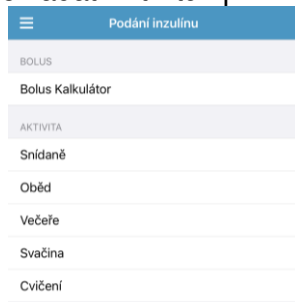 Podání inzulínu
BOLUS
Bolus Kalkulátor
AKTIVITA
Snídaně
Oběd
Večeře
Svačina
Cvičení